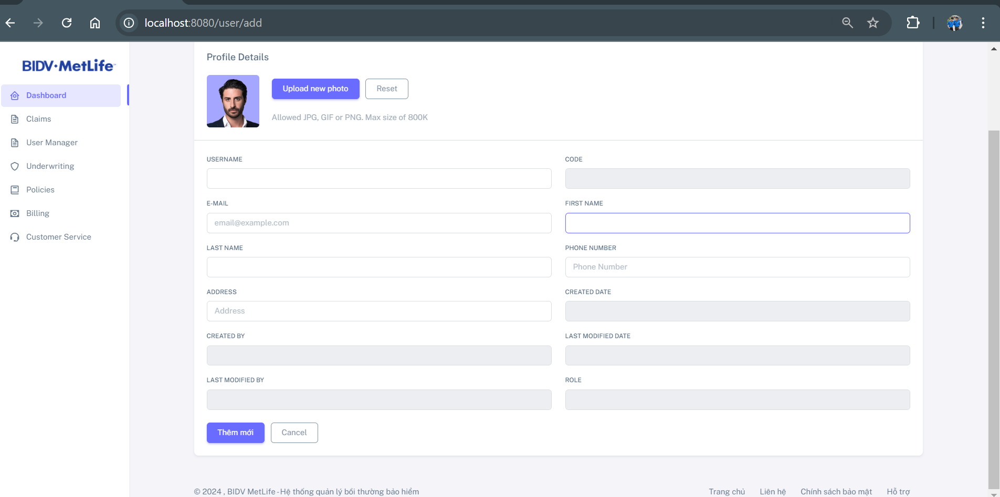 localhost:8080/user/add
BIDV MetLife
Dashboard
Claims
User Manager
Underwriting
Policies
Billing
Customer Service
Profile Details
Upload new photo
Reset
Allowed JPG, GIF or PNG. Max size of 800K
USERNAME
CODE
E-MAIL
FIRST NAME
email@example.com
LAST NAME
PHONE NUMBER
Phone Number
ADDRESS
CREATED DATE
Address
CREATED BY
LAST MODIFIED DATE
LAST MODIFIED BY
ROLE
Thêm mới
Cancel
© 2024 , BIDV MetLife - Hệ thống quản lý bồi thường bảo hiểm
Trang chủ
Liên hệ
Chính sách bảo mật
Hỗ trợ